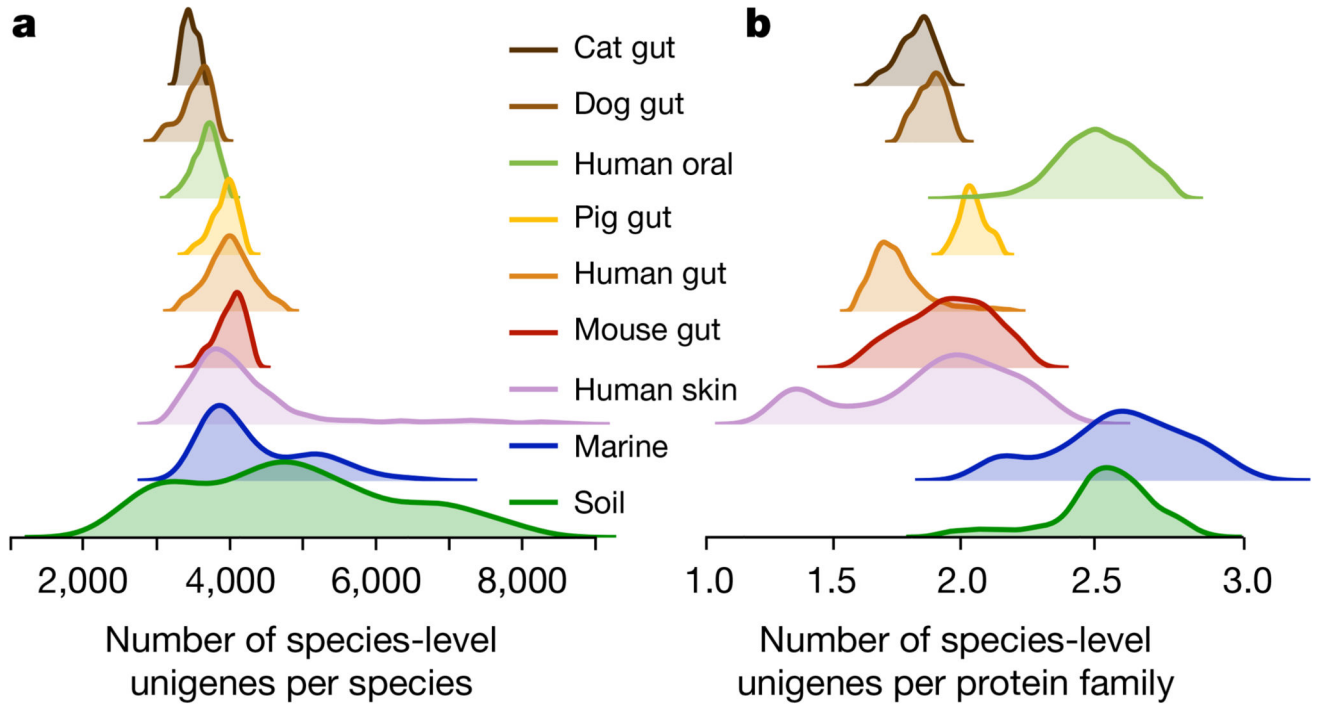 a
Cat gut
Dog gut
Human oral
Pig gut
Human gut
Mouse gut
Human skin
Marine
Soil
2,000 4,000 6,000 8,000
Number of species-level
unigenes per species
b
1.0 1.5 2.0 2.5 3.0
Number of species-level
unigenes per protein family